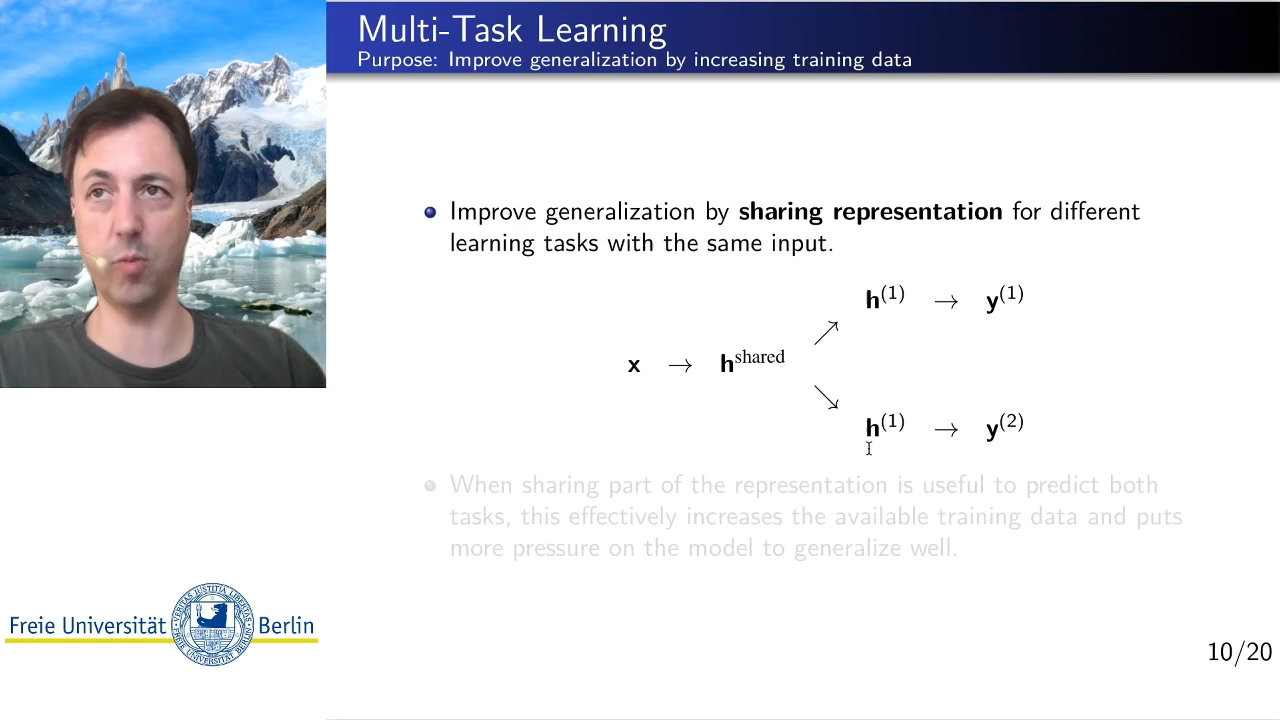 Multi-Task Learning
Purpose: Improve generalization by increasing training data
Improve generalization by sharing representation for different
learning tasks with the same input.
h(1) → y(1)
x → hshared
h(1) → y(2)
When sharing part of the representation is useful to predict both
tasks, this effectively increases the available training data and puts
more pressure on the model to generalize well.
Freie Universität Berlin
10/20